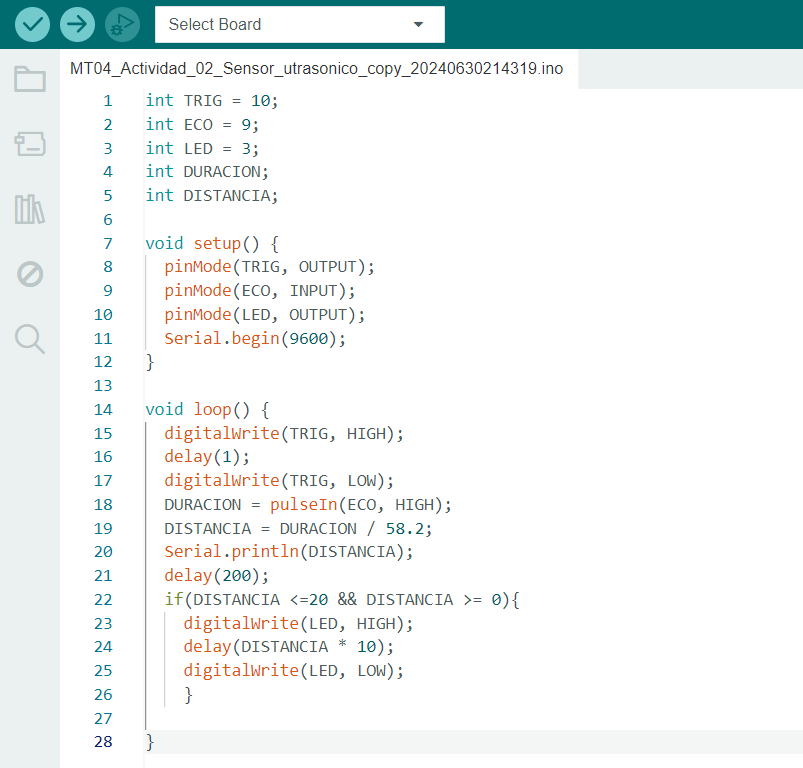 Select Board
MT04_Actividad_02_Sensor_utrasonico_copy_20240630214319.ino
1 int TRIG = 10;
2 int ECO = 9;
3 int LED = 3;
4 int DURACION;
5 int DISTANCIA;
6
7 void setup() {
8 pinMode(TRIG, OUTPUT);
9 pinMode(ECO, INPUT);
10 pinMode(LED, OUTPUT);
11 Serial.begin(9600);
12 }
13
14 void loop() {
15 digitalWrite(TRIG, HIGH);
16 delay(1);
17 digitalWrite(TRIG, LOW);
18 DURACION = pulseIn(ECO, HIGH);
19 DISTANCIA = DURACION / 58.2;
20 Serial.println(DISTANCIA);
21 delay(200);
22 if(DISTANCIA <=20 && DISTANCIA >= 0){
23 digitalWrite(LED, HIGH);
24 delay(DISTANCIA * 10);
25 digitalWrite(LED, LOW);
26 }
27
28 }